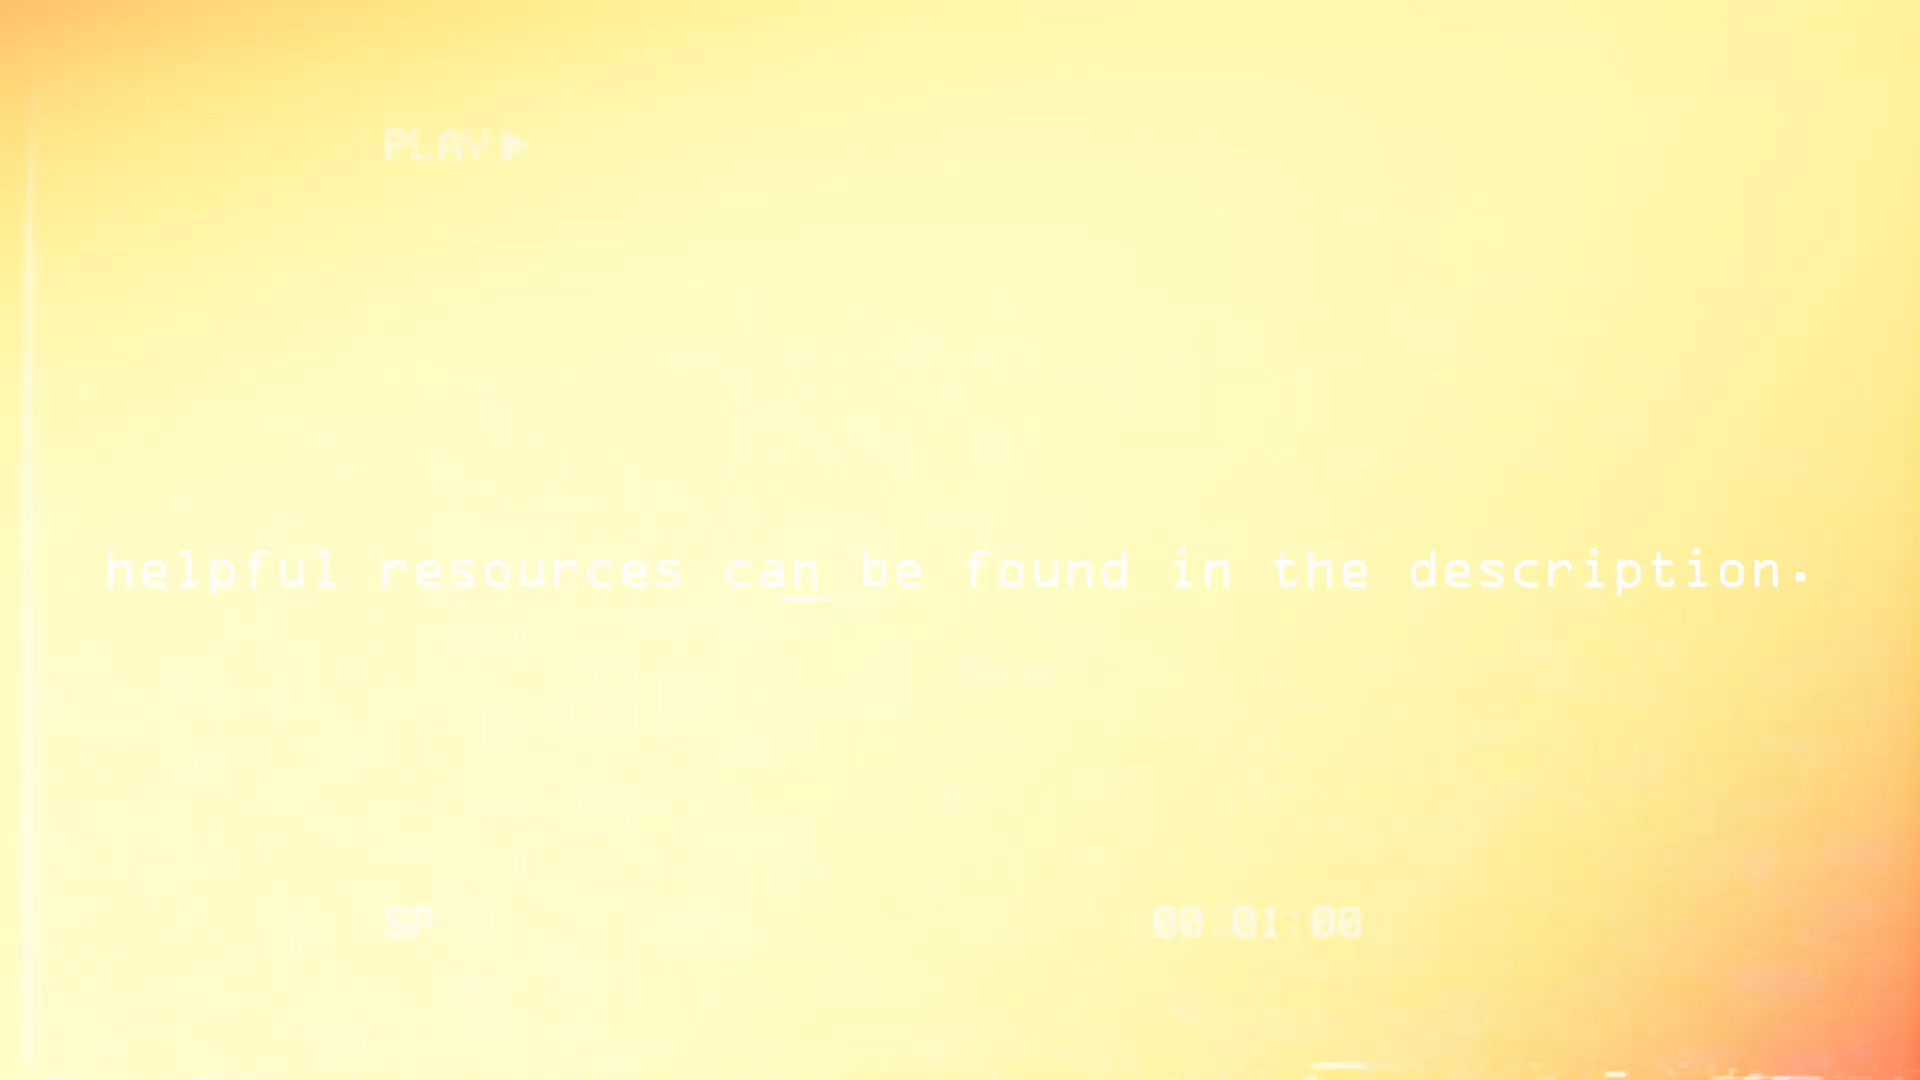 PLAY ▶
helpful resources can be found in the description.
SP
00:01:00